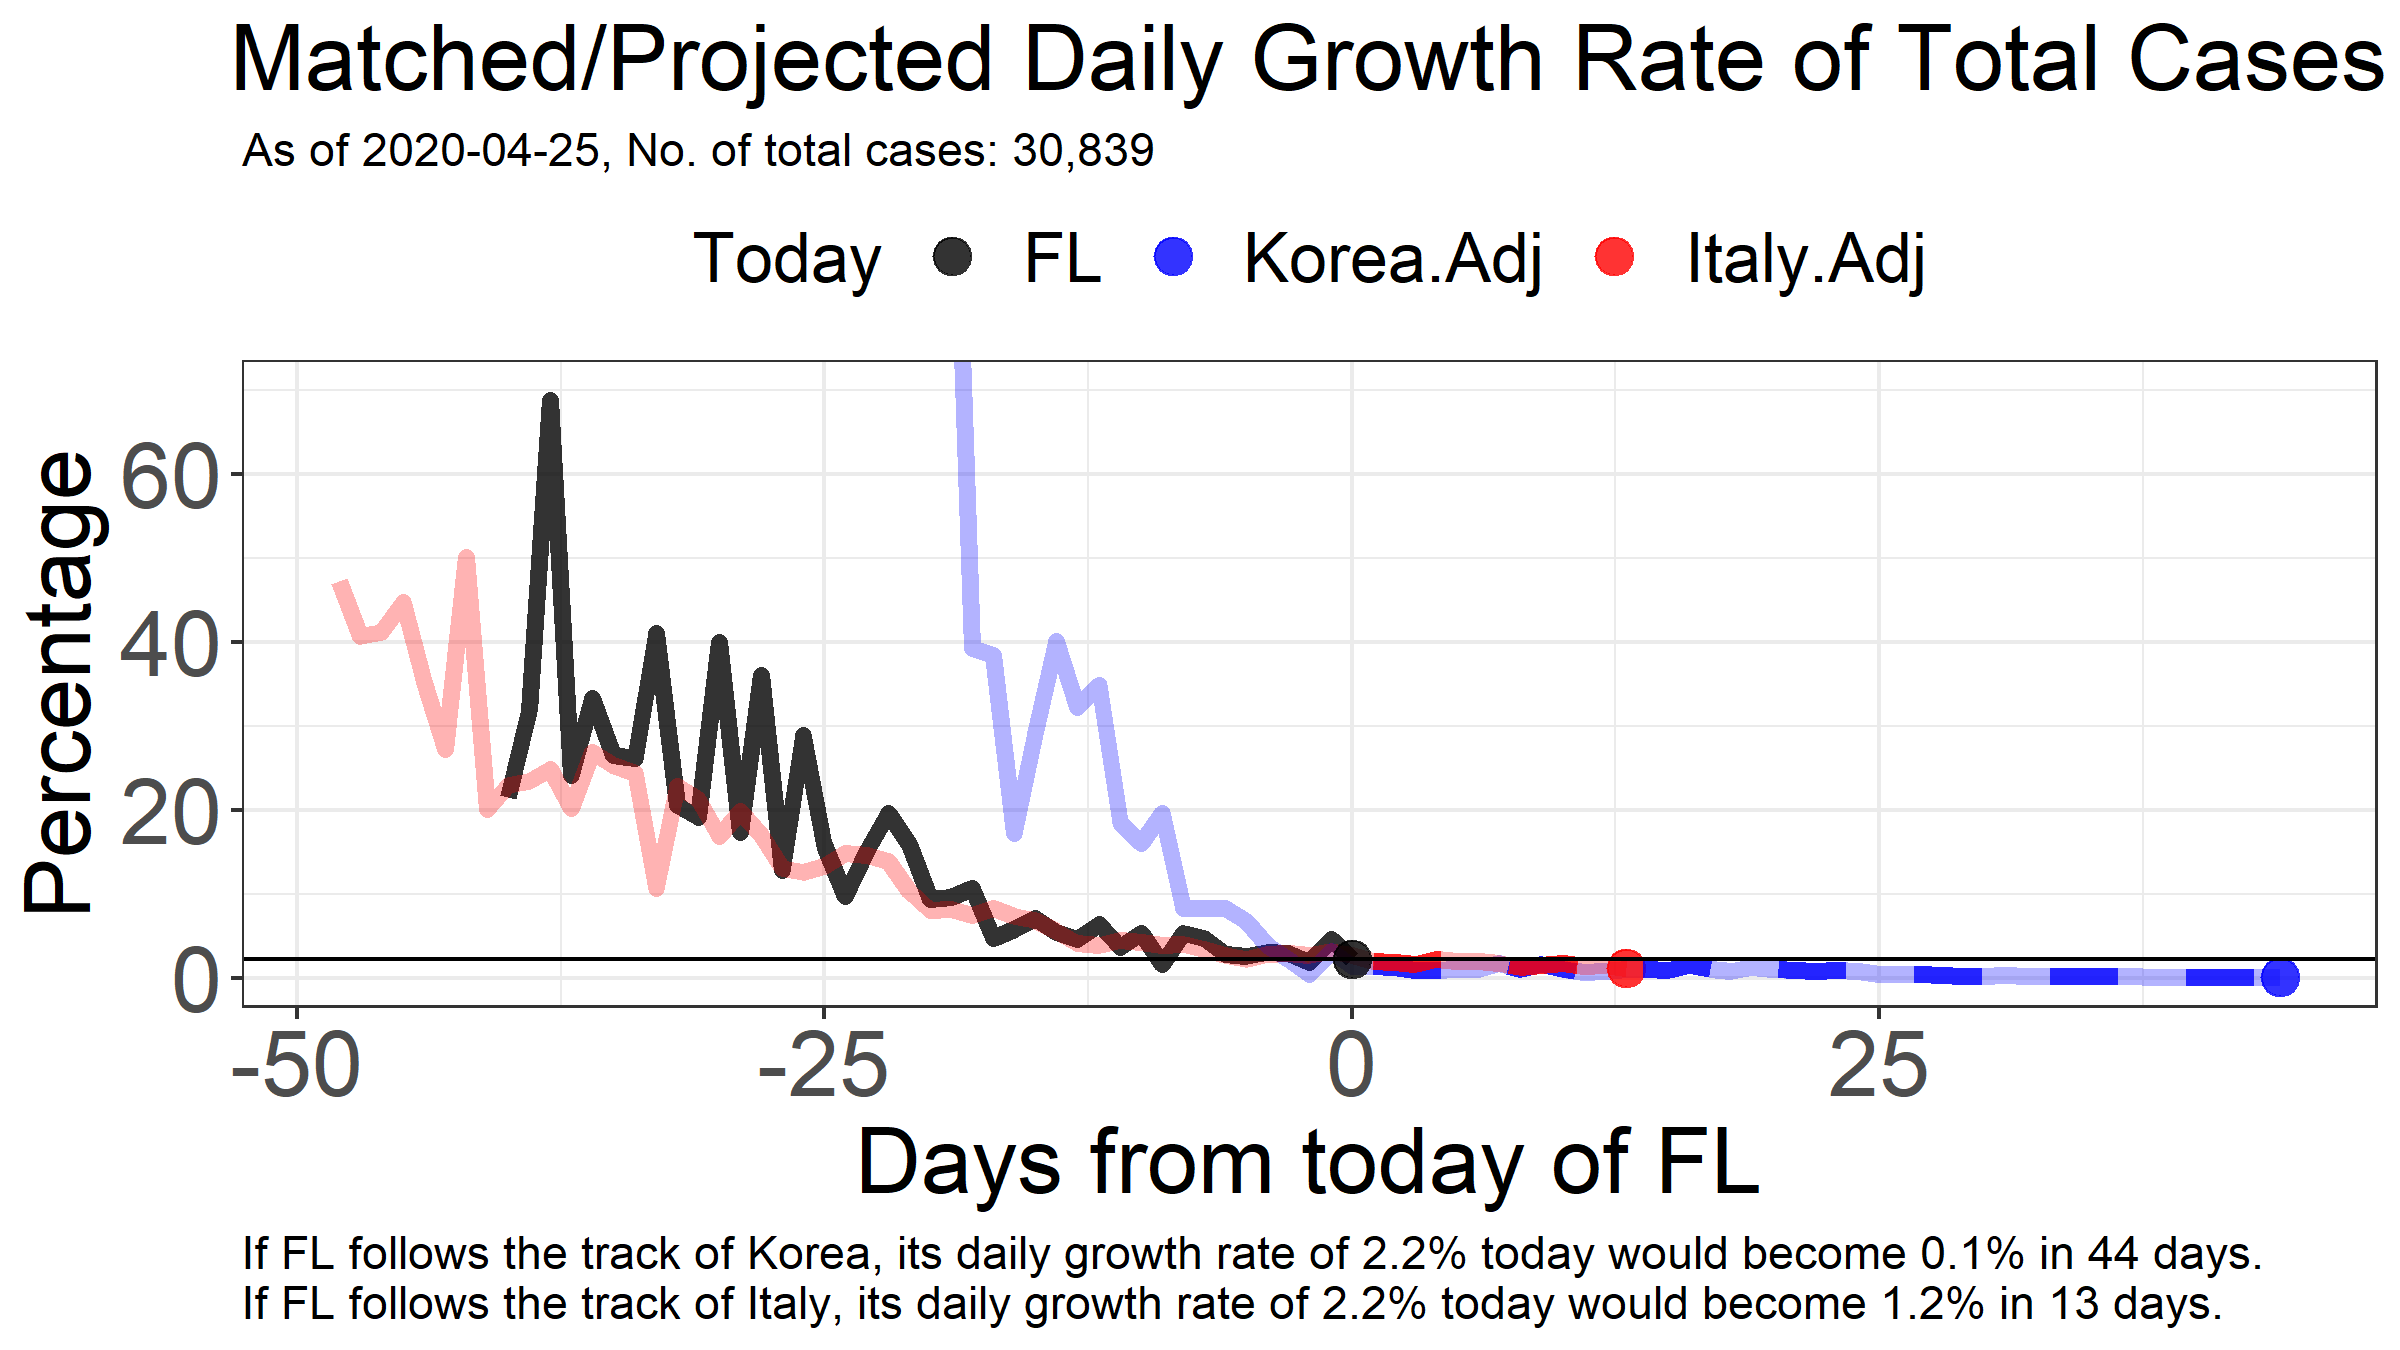 Matched/Projected Daily Growth Rate of Total Cases
As of 2020-04-25, No. of total cases: 30,839
Today FL Korea.Adj Italy.Adj
Percentage
60
40
20
0
-50 -25 0 25
Days from today of FL
If FL follows the track of Korea, its daily growth rate of 2.2% today would become 0.1% in 44 days.
If FL follows the track of Italy, its daily growth rate of 2.2% today would become 1.2% in 13 days.